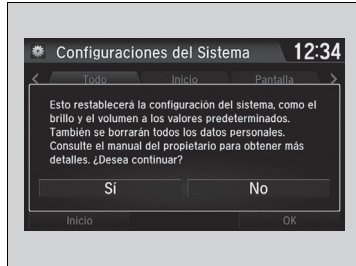 Configuraciones del Sistema 12:34
Todo Inicio Pantalla
Esto restablecerá la configuración del sistema, como el
brillo y el volumen a los valores predeterminados.
También se borrarán todos los datos personales.
Consulte el manual del propietario para obtener más
detalles. ¿Desea continuar?
Sí No
Inicio OK